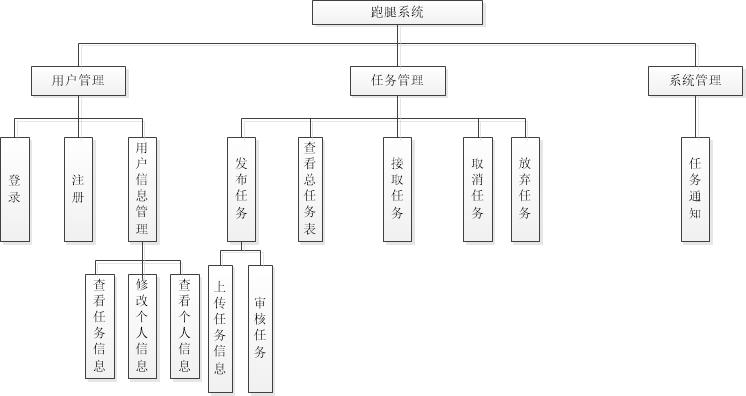 跑腿系统
用户管理
任务管理
系统管理
登录
注册
用户信息管理
发布任务
查看总任务表
接取任务
取消任务
放弃任务
任务通知
查看任务信息
修改个人信息
查看个人信息
上传任务信息
审核任务